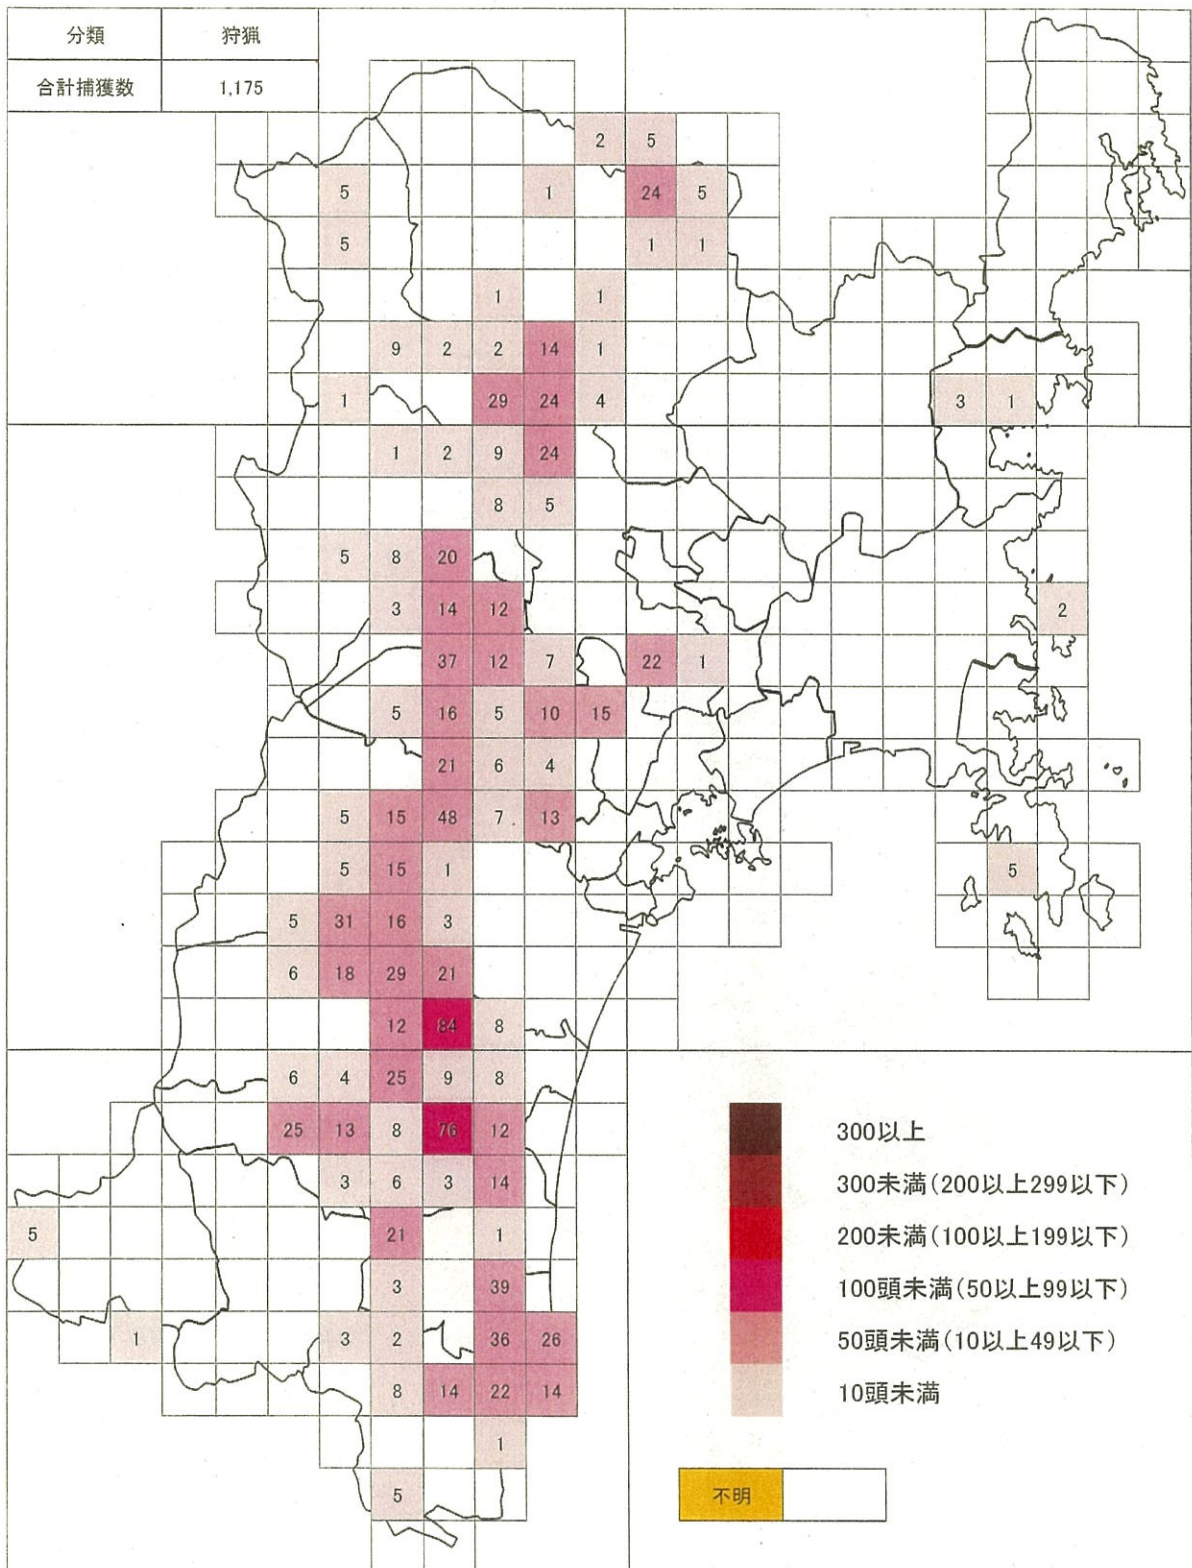 分類 狩猟
合計捕獲数 1,175
2 5
5 1 24 5
5 1 1
1 1
9 2 2 14 1
1 29 24 4 3 1
1 2 9 24
8 5
5 8 20
3 14 12 2
37 12 7 22 1
5 16 5 10 15
21 6 4
5 15 48 7 13
5 15 1 5
5 31 16 3
6 18 29 21
12 84 8
6 4 25 9 8
25 13 8 76 12
3 6 3 14
5 21 1
3 39
1 3 2 36 26
8 14 22 14
1
5
300以上
300未満(200以上299以下)
200未満(100以上199以下)
100頭未満(50以上99以下)
50頭未満(10以上49以下)
10頭未満
不明